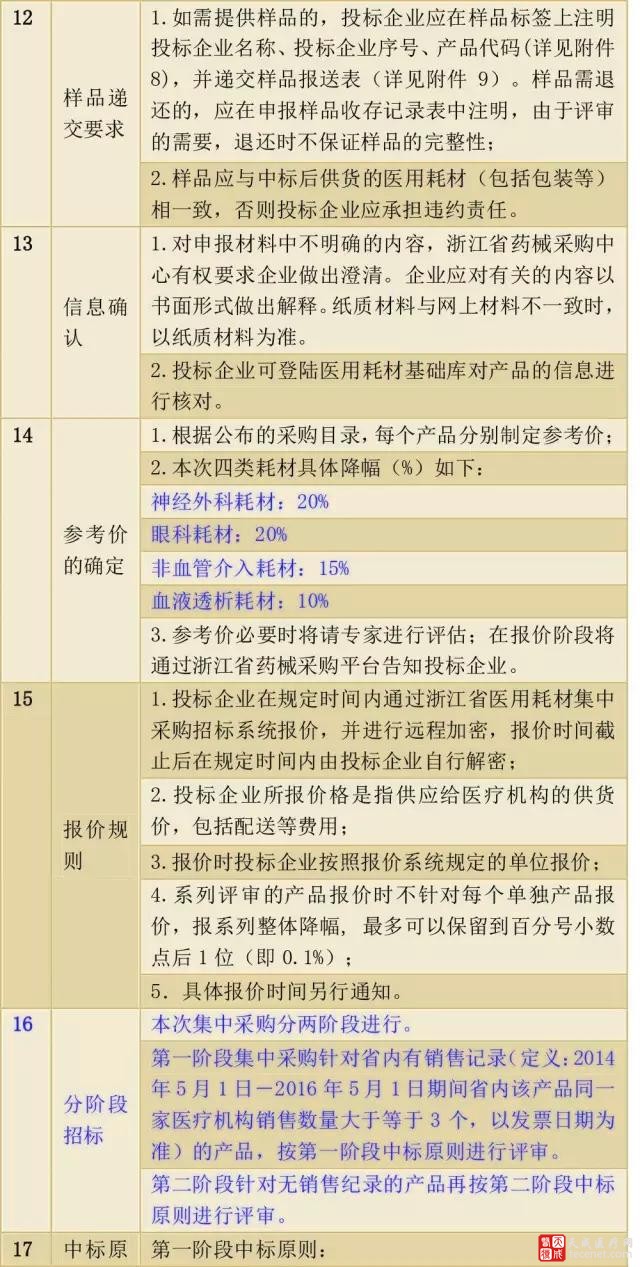 12
样品递
交要求
1.如需提供样品的，投标企业应在样品标签上注明
投标企业名称、投标企业序号、产品代码(详见附件
8)，并递交样品报送表（详见附件 9）。样品需退
还的，应在申报样品收存记录表中注明，由于评审
的需要，退还时不保证样品的完整性；
2.样品应与中标后供货的医用耗材（包括包装等）
相一致，否则投标企业应承担违约责任。
13
信息确
认
1.对申报材料中不明确的内容，浙江省药械采购中
心有权要求企业做出澄清。企业应对有关的内容以
书面形式做出解释。纸质材料与网上材料不一致时，
以纸质材料为准。
2.投标企业可登陆医用耗材基础库对产品的信息进
行核对。
14
参考价
的确定
1.根据公布的采购目录，每个产品分别制定参考价；
2.本次四类耗材具体降幅（%）如下：
神经外科耗材：20%
眼科耗材：20%
非血管介入耗材：15%
血液透析耗材：10%
3.参考价必要时将请专家进行评估；在报价阶段将
通过浙江省药械采购平台告知投标企业。
15
报价规
则
1.投标企业在规定时间内通过浙江省医用耗材集中
采购招标系统报价，并进行远程加密，报价时间截
止后在规定时间内由投标企业自行解密；
2.投标企业所报价格是指供应给医疗机构的供货
价，包括配送等费用；
3.报价时投标企业按照报价系统规定的单位报价；
4.系列评审的产品报价时不针对每个单独产品报
价，报系列整体降幅, 最多可以保留到百分号小数
点后 1 位（即 0.1%）；
5. 具体报价时间另行通知。
16
分阶段
招标
本次集中采购分两阶段进行。
第一阶段集中采购针对省内有销售记录（定义：2014
年 5 月 1 日－2016 年 5 月 1 日期间省内该产品同一
家医疗机构销售数量大于等于 3 个，以发票日期为
准）的产品，按第一阶段中标原则进行评审。
第二阶段针对无销售纪录的产品再按第二阶段中标
原则进行评审。
17
中标原
第一阶段中标原则：